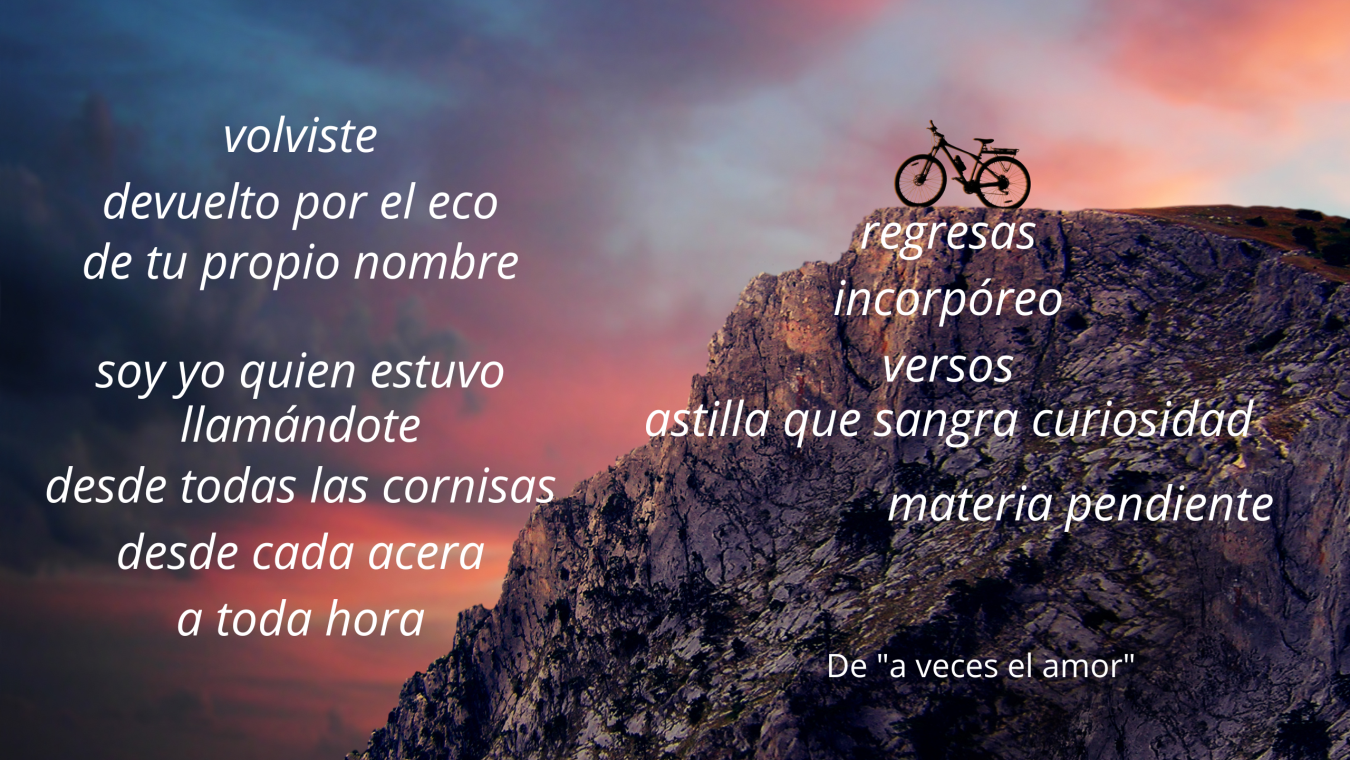 volviste
devuelto por el eco
de tu propio nombre
soy yo quien estuvo
llamándote
desde todas las cornisas
desde cada acera
a toda hora
regresas
incorpóreo
versos
astilla que sangra curiosidad
materia pendiente
De "a veces el amor"